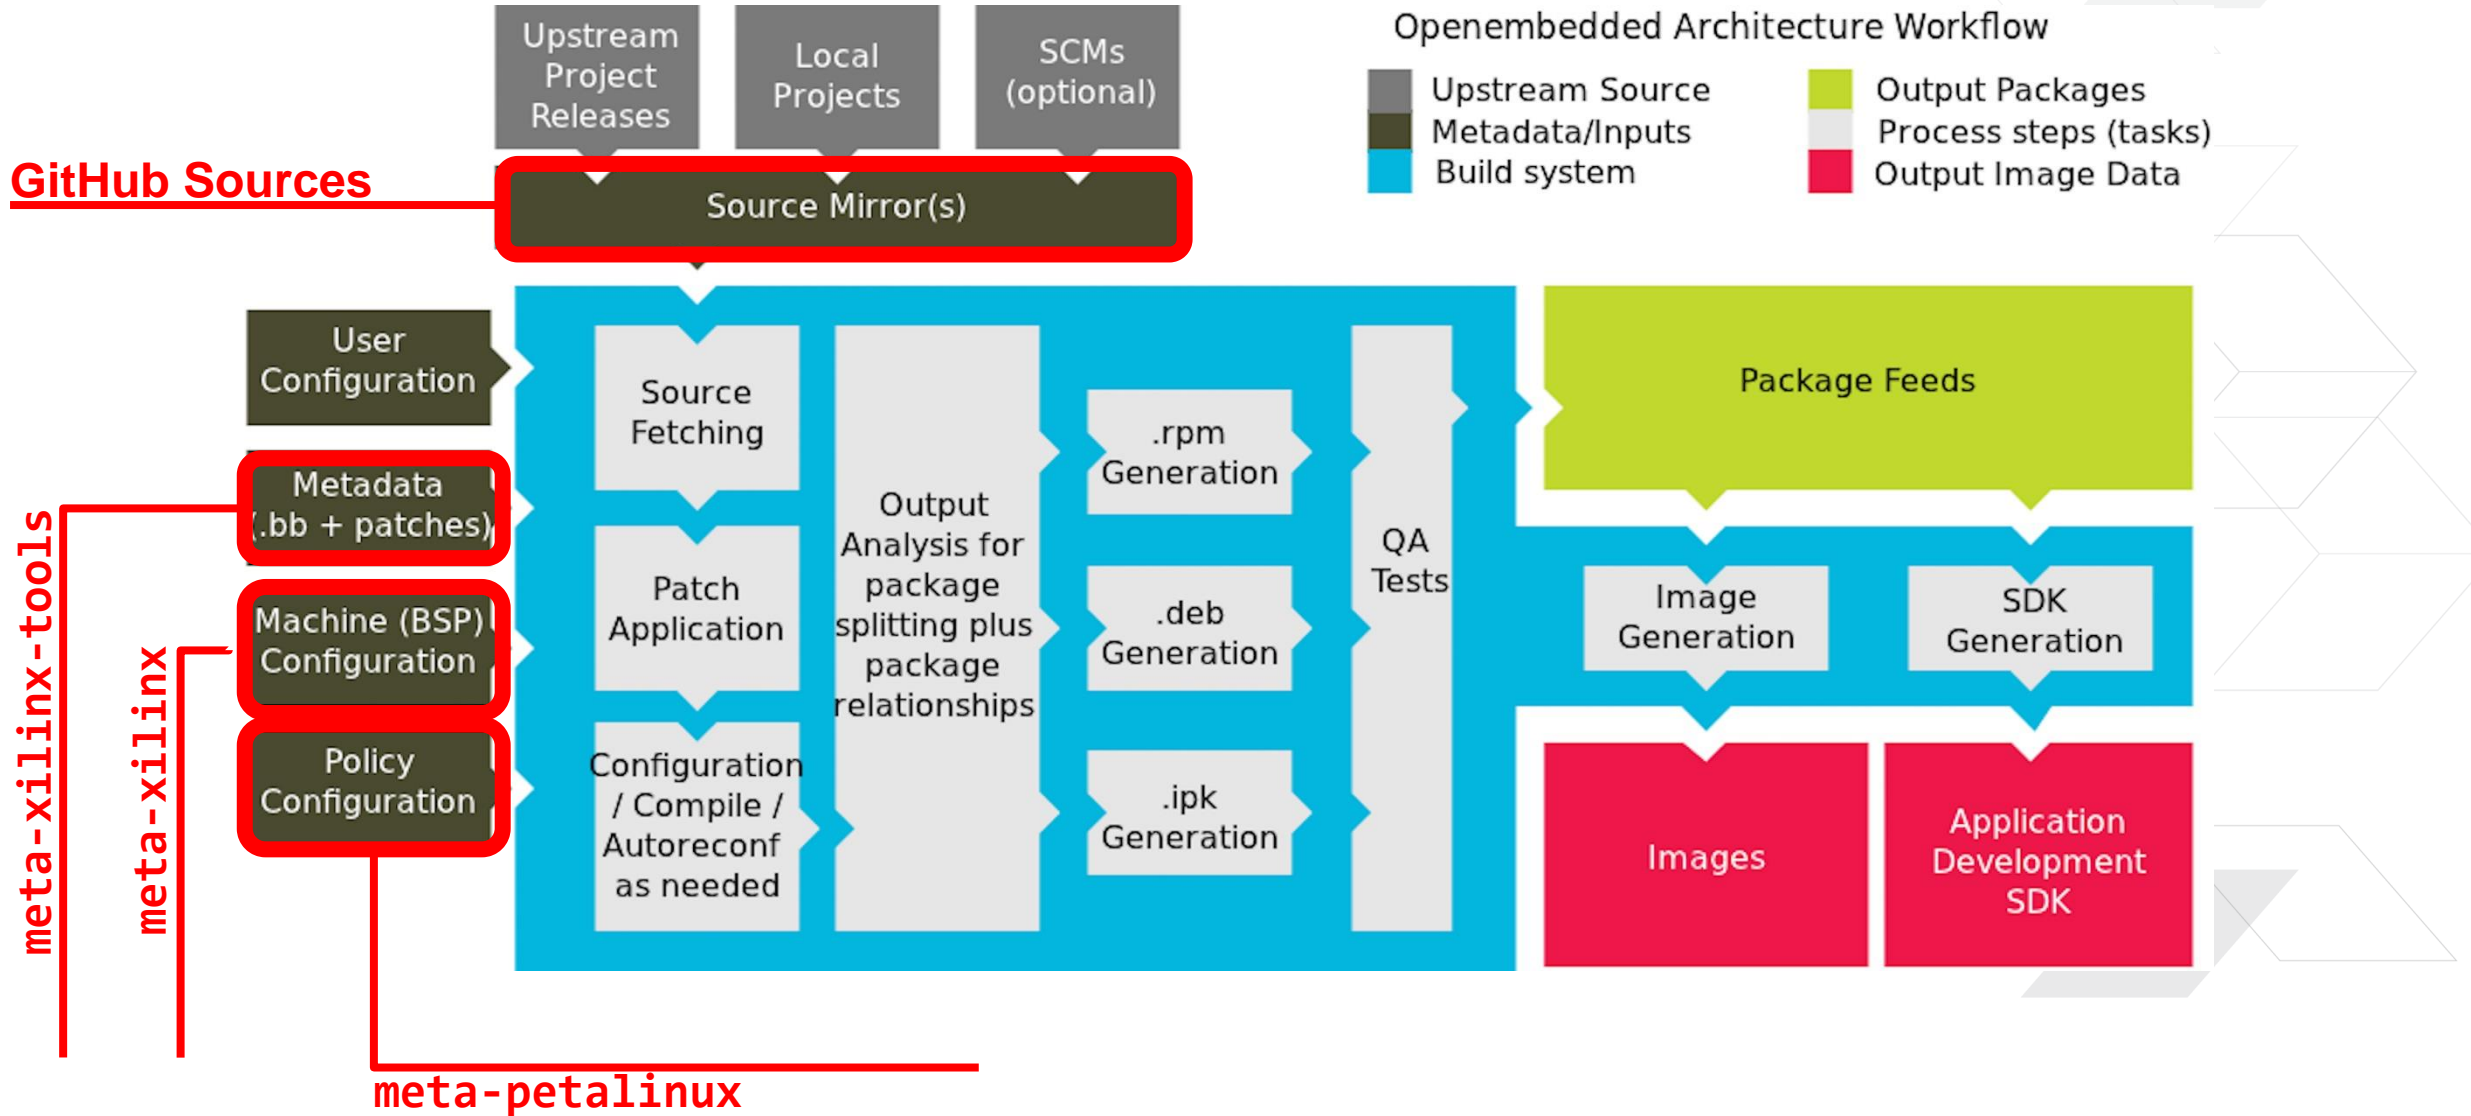 Upstream
Project
Releases
Local
Projects
SCMs
(optional)
Openembedded Architecture Workflow
Upstream Source
Metadata/Inputs
Build system
Output Packages
Process steps (tasks)
Output Image Data
GitHub Sources
Source Mirror(s)
User
Configuration
Metadata
(.bb + patches)
Machine (BSP)
Configuration
Policy
Configuration
meta-xilinx-tools
meta-xilinx
meta-petalinux
Source
Fetching
Patch
Application
Configuration
/ Compile /
Autoreconf
as needed
Output
Analysis for
package
splitting plus
package
relationships
.rpm
Generation
.deb
Generation
.ipk
Generation
QA
Tests
Package Feeds
Image
Generation
SDK
Generation
Images
Application
Development
SDK